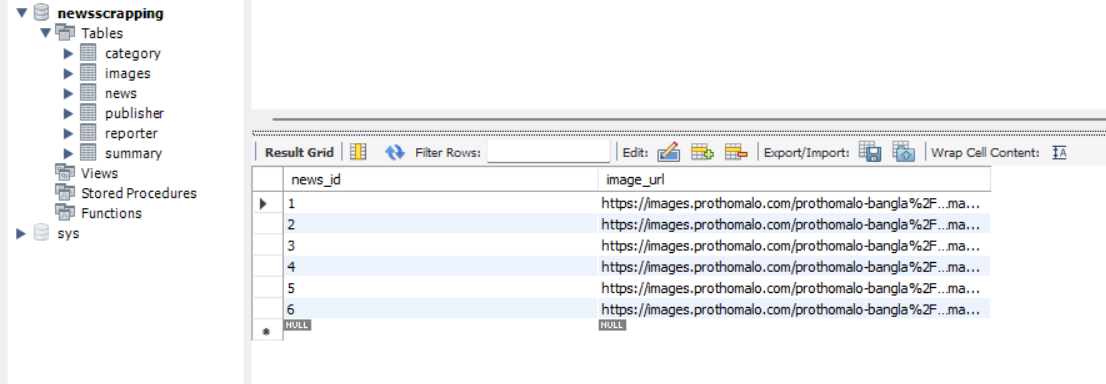 newsscrapping
Tables
category
images
news
publisher
reporter
summary
Views
Stored Procedures
Functions
sys
Result Grid Filter Rows: Edit: Export/Import: Wrap Cell Content:
news_id image_url
1 https://images.prothomalo.com/prothomalo-bangla%2F...ma...
2 https://images.prothomalo.com/prothomalo-bangla%2F...ma...
3 https://images.prothomalo.com/prothomalo-bangla%2F...ma...
4 https://images.prothomalo.com/prothomalo-bangla%2F...ma...
5 https://images.prothomalo.com/prothomalo-bangla%2F...ma...
6 https://images.prothomalo.com/prothomalo-bangla%2F...ma...
NULL NULL